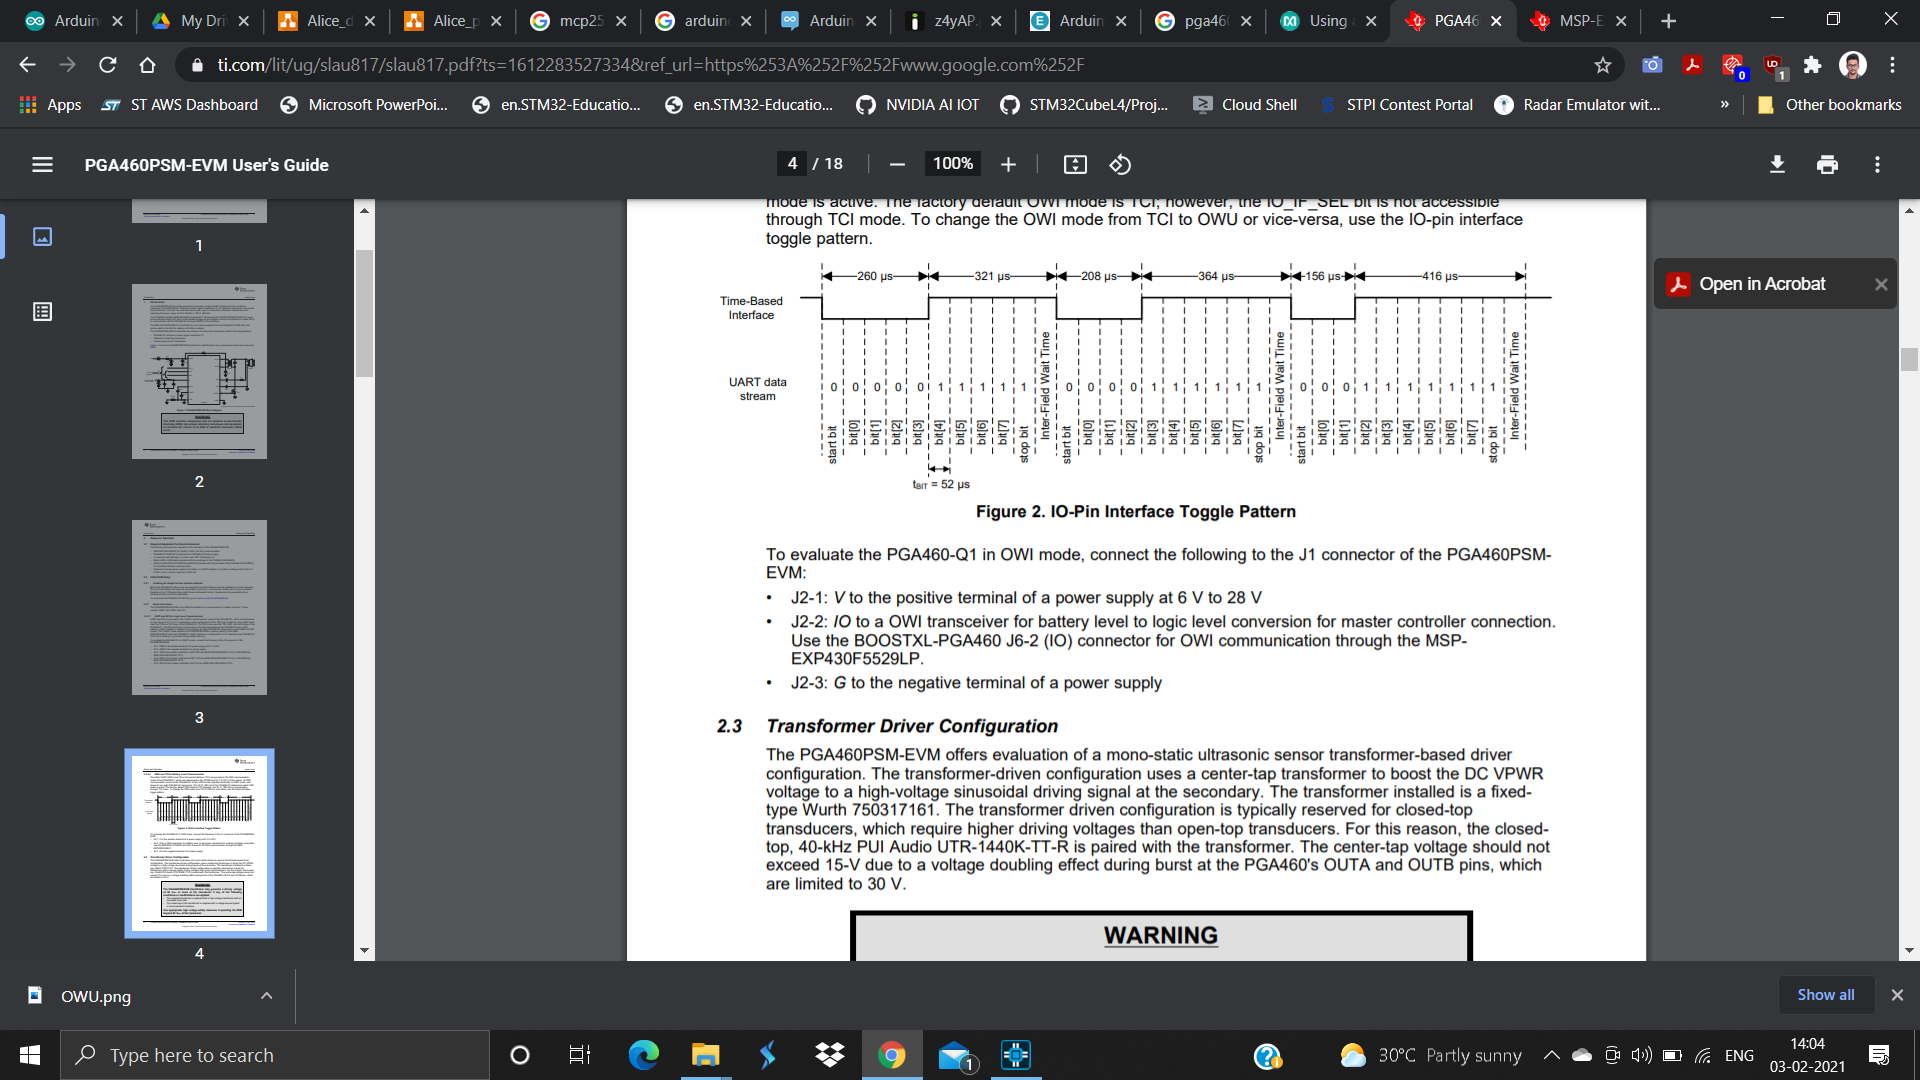 Arduin
My Dri
Alice_d
Alice_p
mcp25
arduin
Arduin
z4yAP.
Arduin
pga46
Using
PGA46
MSP-E
ti.com/lit/ug/slau817/slau817.pdf?ts=1612283527334&ref_url=https%253A%252F%252Fwww.google.com%252F
0
1
Apps
ST AWS Dashboard
Microsoft PowerPoi...
en.STM32-Educatio...
en.STM32-Educatio...
NVIDIA AI IOT
STM32CubeL4/Proj...
Cloud Shell
STPI Contest Portal
Radar Emulator wit...
»
Other bookmarks
PGA460PSM-EVM User's Guide
4 / 18
100%
1
2
3
4
Open in Acrobat
mode is active. The factory default OWI mode is TCI; however, the IO_IF_SEL bit is not accessible
through TCI mode. To change the OWI mode from TCI to OWU or vice-versa, use the IO-pin interface
toggle pattern.
260 µs 321 µs 208 µs 364 µs 156 µs 416 µs
Time-Based
Interface
UART data
stream
0 0 0 0 0 1 1 1 1 1 Inter-Field Wait Time 0 0 0 0 1 1 1 1 1 1 Inter-Field Wait Time 0 0 0 1 1 1 1 1 1 1 Inter-Field Wait Time
start bit bit[0] bit[1] bit[2] bit[3] bit[4] bit[5] bit[6] bit[7] stop bit start bit bit[0] bit[1] bit[2] bit[3] bit[4] bit[5] bit[6] bit[7] stop bit start bit bit[0] bit[1] bit[2] bit[3] bit[4] bit[5] bit[6] bit[7] stop bit
tBIT = 52 µs
Figure 2. IO-Pin Interface Toggle Pattern
To evaluate the PGA460-Q1 in OWI mode, connect the following to the J1 connector of the PGA460PSM-
EVM:
• J2-1: V to the positive terminal of a power supply at 6 V to 28 V
• J2-2: IO to a OWI transceiver for battery level to logic level conversion for master controller connection.
Use the BOOSTXL-PGA460 J6-2 (IO) connector for OWI communication through the MSP-
EXP430F5529LP.
• J2-3: G to the negative terminal of a power supply
2.3 Transformer Driver Configuration
The PGA460PSM-EVM offers evaluation of a mono-static ultrasonic sensor transformer-based driver
configuration. The transformer-driven configuration uses a center-tap transformer to boost the DC VPWR
voltage to a high-voltage sinusoidal driving signal at the secondary. The transformer installed is a fixed-
type Wurth 750317161. The transformer driven configuration is typically reserved for closed-top
transducers, which require higher driving voltages than open-top transducers. For this reason, the closed-
top, 40-kHz PUI Audio UTR-1440K-TT-R is paired with the transformer. The center-tap voltage should not
exceed 15-V due to a voltage doubling effect during burst at the PGA460's OUTA and OUTB pins, which
are limited to 30 V.
WARNING
OWU.png
Show all
Type here to search
1
30°C Partly sunny
ENG
14:04
03-02-2021